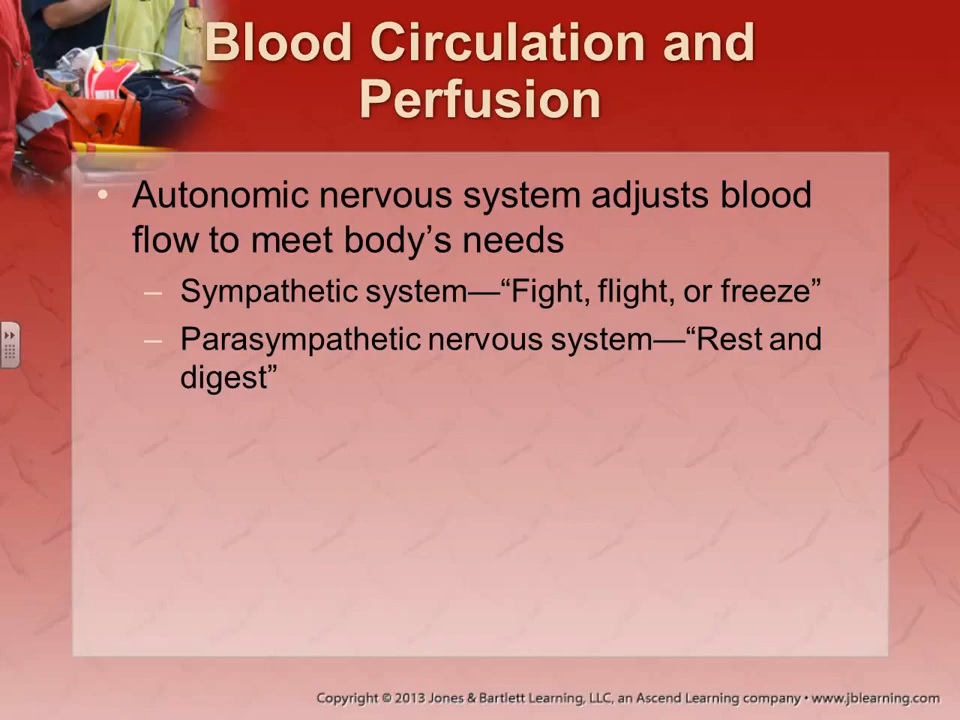 Blood Circulation and
Perfusion
• Autonomic nervous system adjusts blood
flow to meet body’s needs
– Sympathetic system—“Fight, flight, or freeze”
– Parasympathetic nervous system—“Rest and
digest”
Copyright © 2013 Jones & Bartlett Learning, LLC, an Ascend Learning company • www.jblearning.com